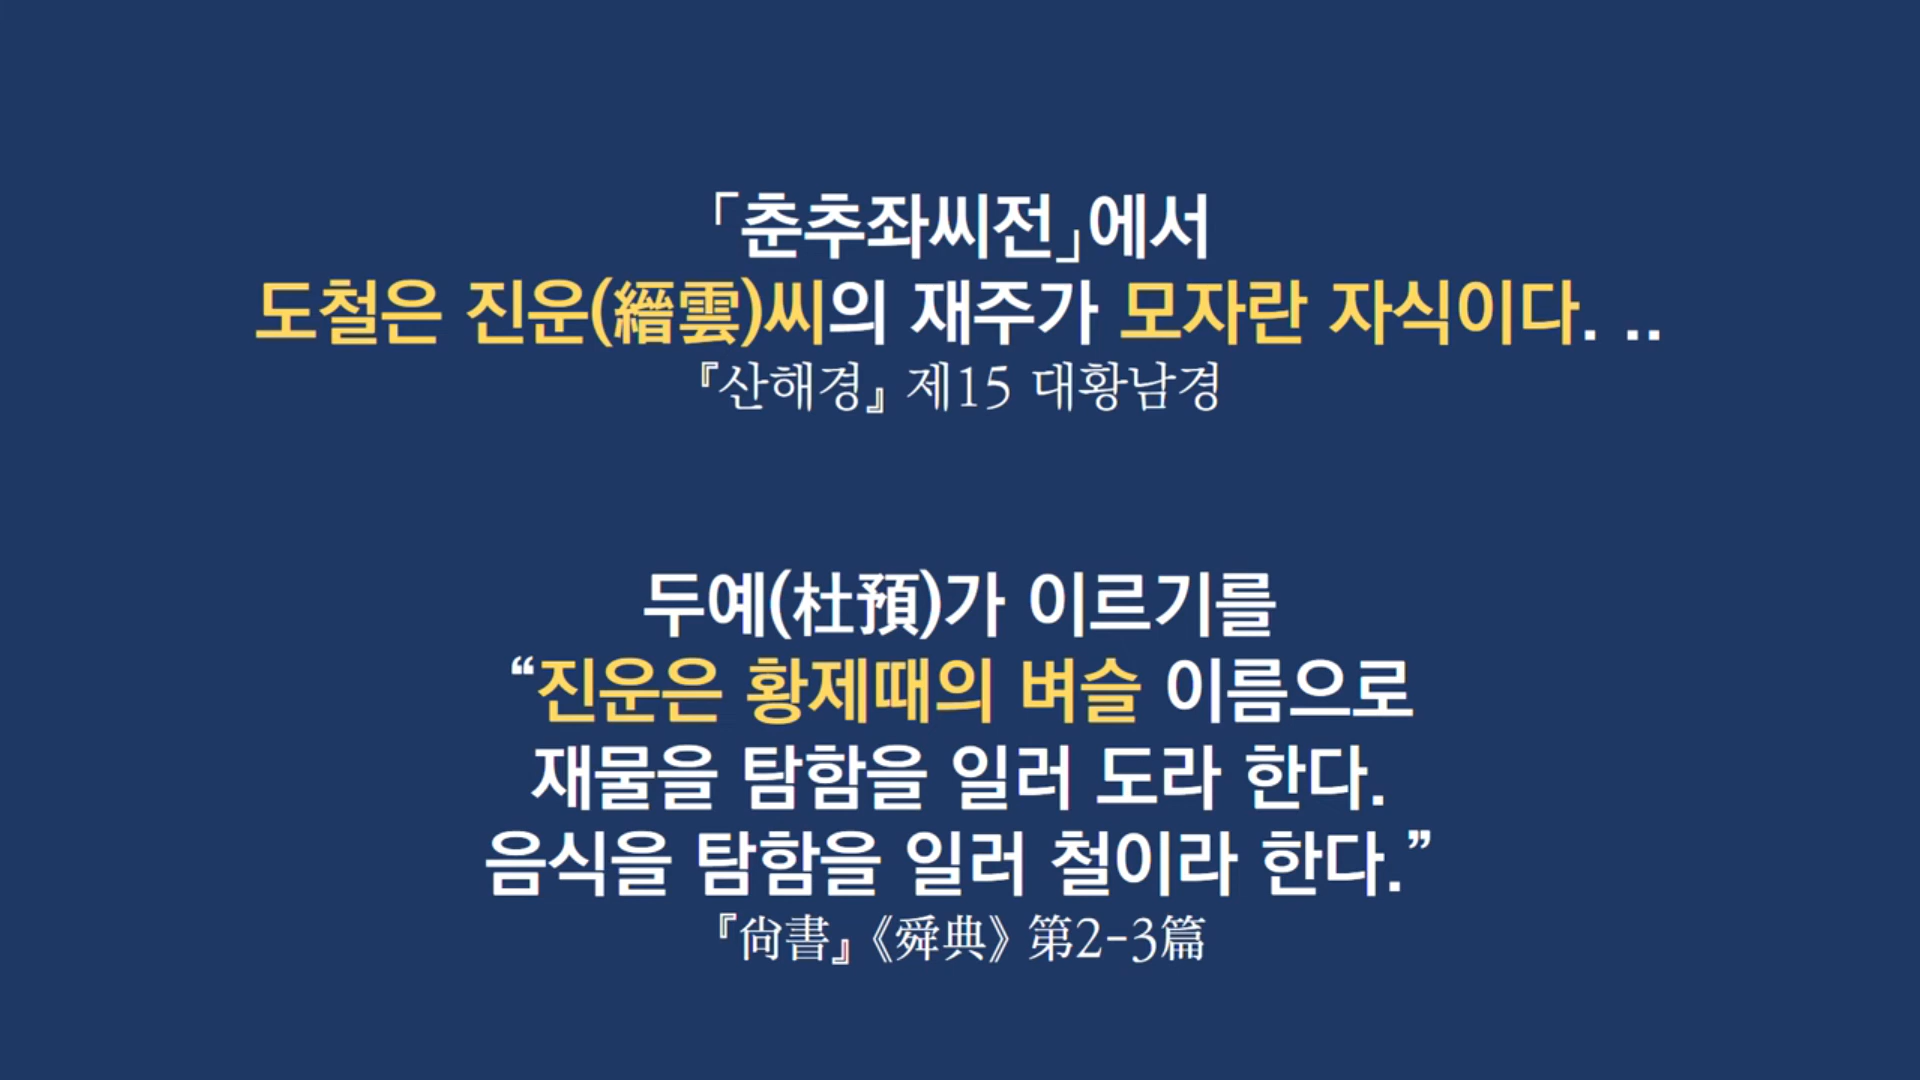 「춘추좌씨전」에서
도철은 진운(縉雲)씨의 재주가 모자란 자식이다. ..
『산해경』 제15 대황남경
두예(杜預)가 이르기를
“진운은 황제때의 벼슬 이름으로
재물을 탐함을 일러 도라 한다.
음식을 탐함을 일러 철이라 한다.”
『尙書』《舜典》 第2-3篇